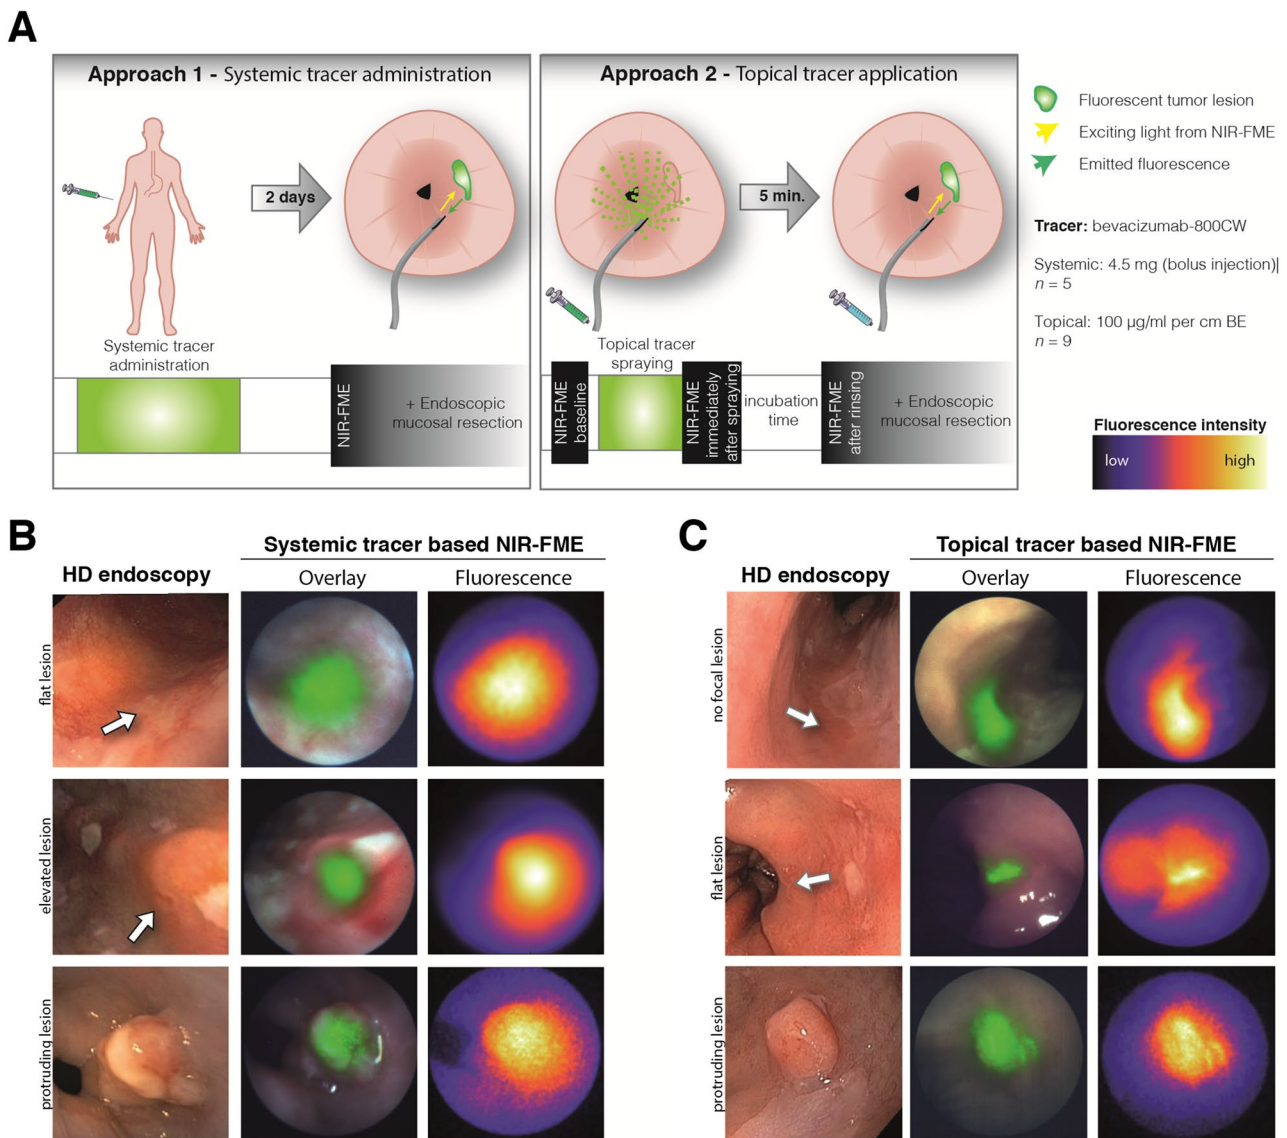 A
Approach 1 - Systemic tracer administration
2 days
Systemic tracer
administration
NIR-FME
+ Endoscopic
mucosal resection
Approach 2 - Topical tracer application
5 min.
Topical tracer
spraying
NIR-FME
baseline
NIR-FME
immediately
after spraying
incubation
time
NIR-FME
after rinsing
+ Endoscopic
mucosal resection
Fluorescent tumor lesion
Exciting light from NIR-FME
Emitted fluorescence
Tracer: bevacizumab-800CW
Systemic: 4.5 mg (bolus injection)|
n = 5
Topical: 100 µg/ml per cm BE
n = 9
Fluorescence intensity
low high
B
Systemic tracer based NIR-FME
HD endoscopy Overlay Fluorescence
flat lesion
elevated lesion
protruding lesion
C
Topical tracer based NIR-FME
HD endoscopy Overlay Fluorescence
no focal lesion
flat lesion
protruding lesion